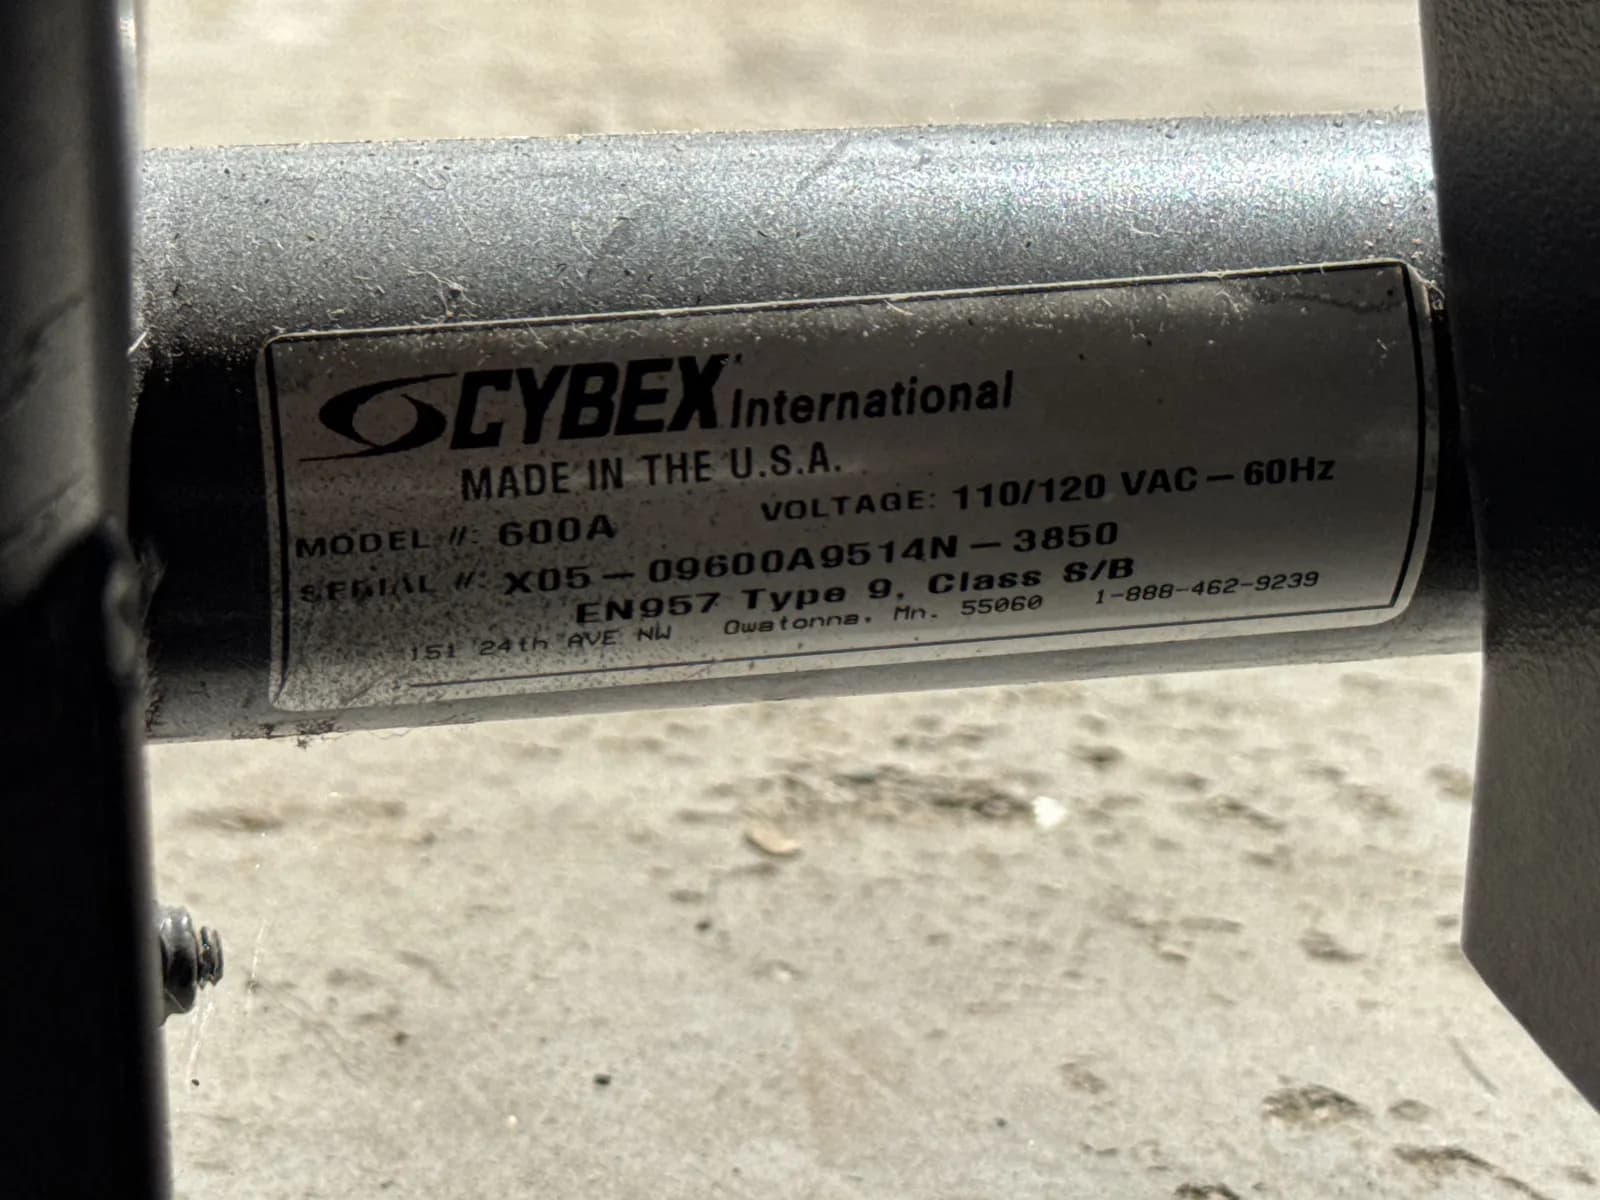 CYBEX International
MADE IN THE U.S.A.
MODEL #: 600A VOLTAGE: 110/120 VAC – 60Hz
SERIAL #: X05 – 09600A9514N – 3850
EN957 Type 9, Class S/B
151 24th AVE NW Owatonna, Mn. 55060 1-888-462-9239